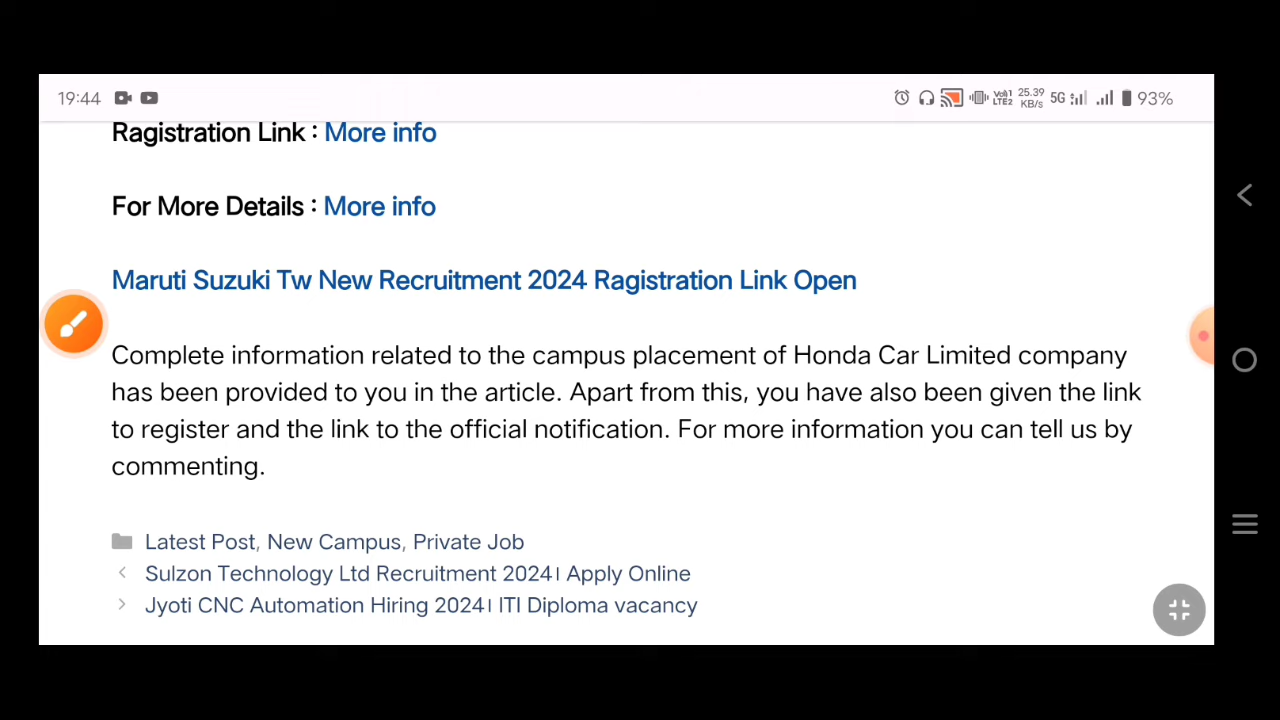 19:44 Vol)1 LTE2 25.39 KB/s 5G 93%
Ragistration Link : More info
For More Details : More info
Maruti Suzuki Tw New Recruitment 2024 Ragistration Link Open
Complete information related to the campus placement of Honda Car Limited company
has been provided to you in the article. Apart from this, you have also been given the link
to register and the link to the official notification. For more information you can tell us by
commenting.
Latest Post, New Campus, Private Job
Sulzon Technology Ltd Recruitment 2024। Apply Online
Jyoti CNC Automation Hiring 2024। ITI Diploma vacancy